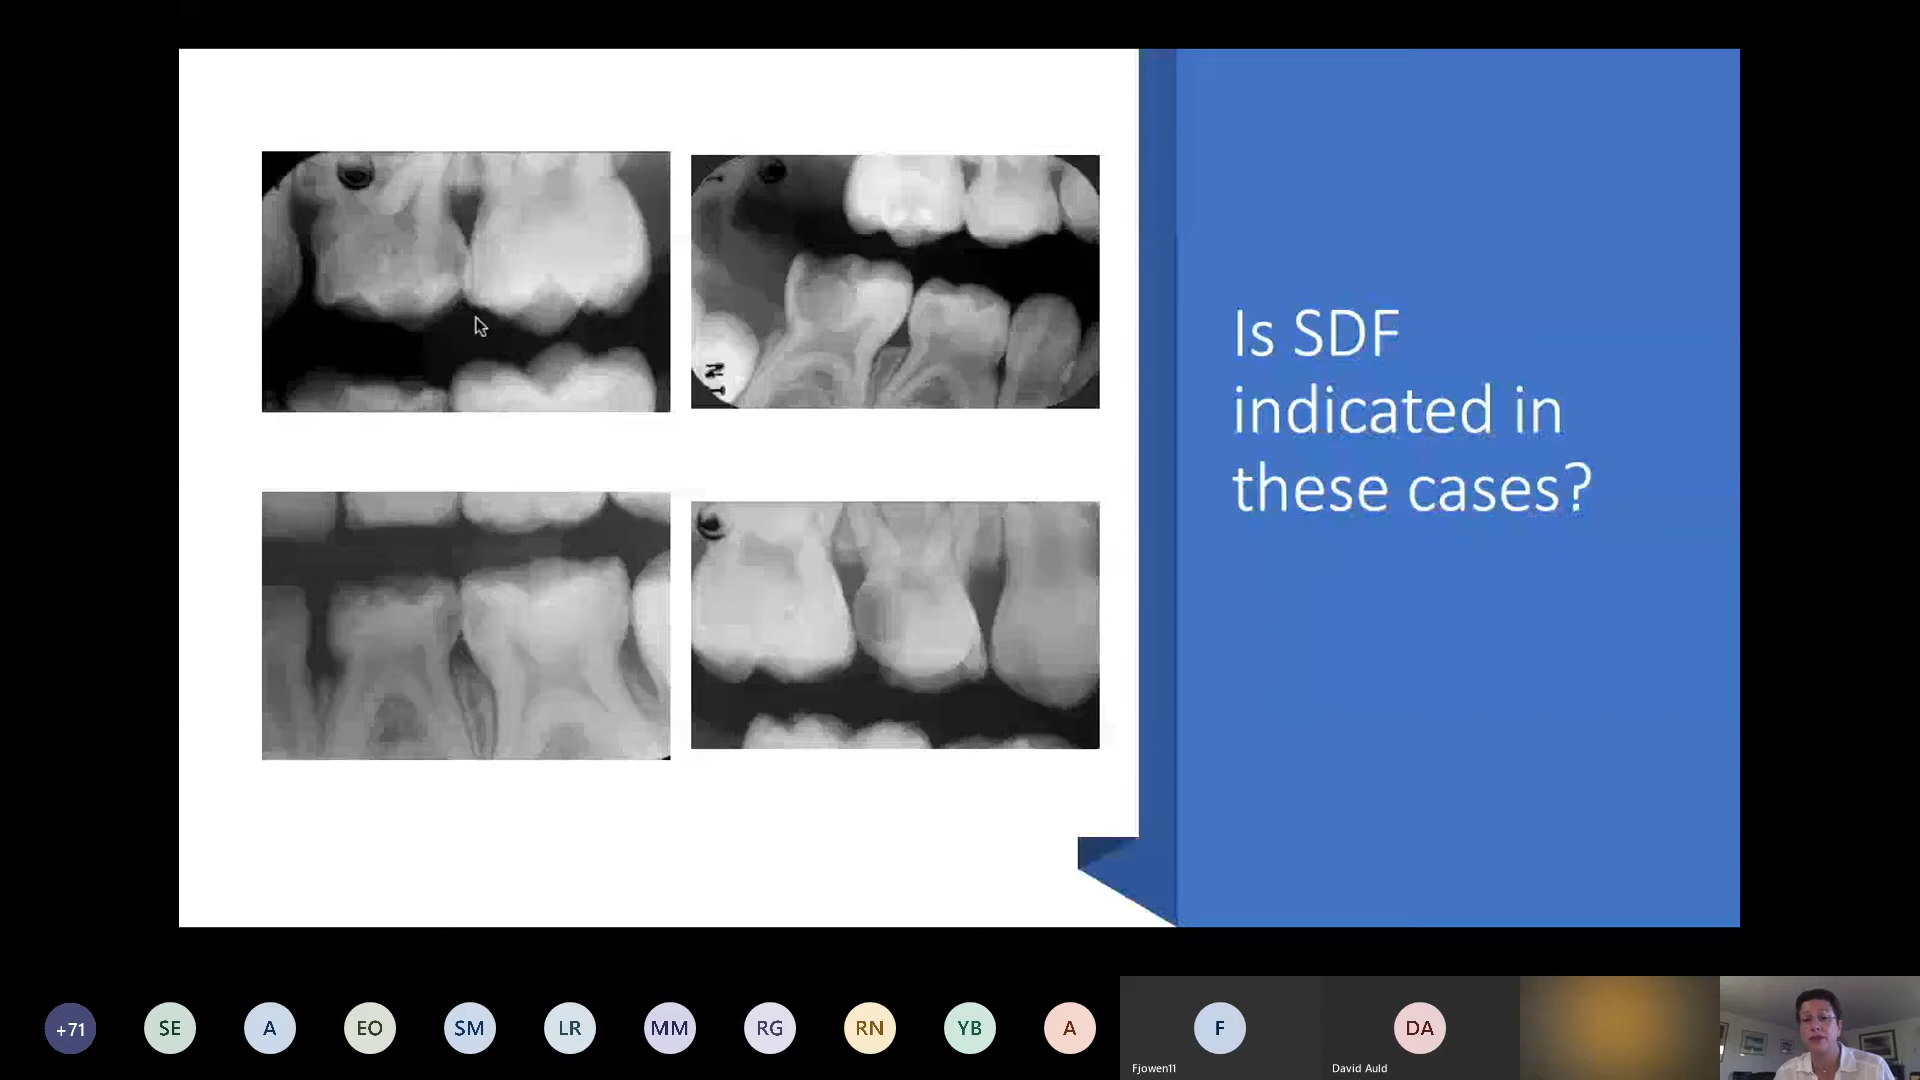 Is SDF
indicated in
these cases?
N T
+71
SE
A
EO
SM
LR
MM
RG
RN
YB
A
F
DA
Fjowen11
David Auld